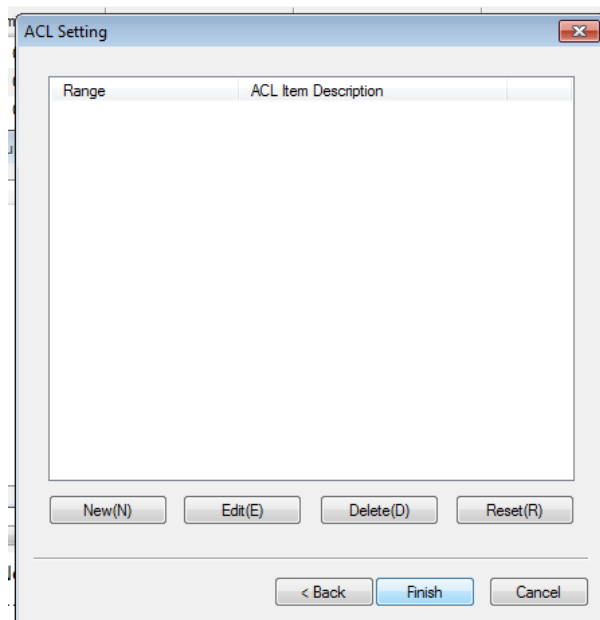 ACL Setting
Range ACL Item Description
New(N) Edit(E) Delete(D) Reset(R)
< Back Finish Cancel